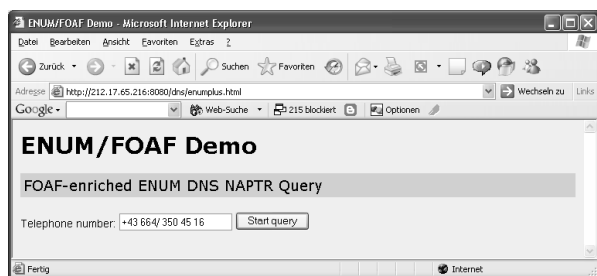 ENUM/FOAF Demo - Microsoft Internet Explorer
Datei Bearbeiten Ansicht Favoriten Extras ?
Zurück Suchen Favoriten
Adresse http://212.17.65.216:8080/dns/enumplus.html Wechseln zu Links
Google Web-Suche 215 blockiert Optionen
ENUM/FOAF Demo
FOAF-enriched ENUM DNS NAPTR Query
Telephone number: +43 664/ 350 45 16 Start query
Fertig Internet